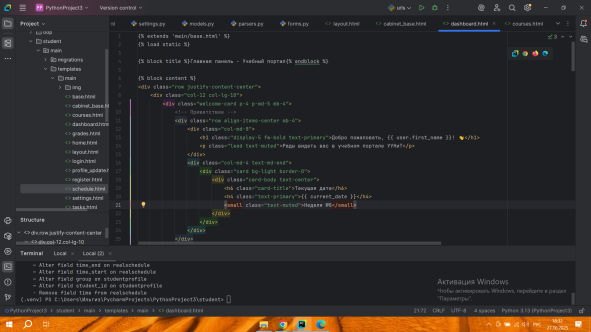 PythonProject3
Version control
urls
Project
settings.py
models.py
parsers.py
forms.py
layout.html
cabinet_base.html
dashboard.html
courses.html
student
main
migrations
templates
main
img
base.html
cabinet_base.h
courses.html
dashboard.html
grades.html
home.html
layout.html
login.html
profile_update.
register.html
schedule.html
settings.html
tasks.html
Structure
div.row.justify-content-center
div.col-12.col-lg-10
{% extends 'main/base.html' %}
{% load static %}
{% block title %}Главная панель - Учебный портал{% endblock %}
{% block content %}
<div class="row justify-content-center">
<div class="col-12 col-lg-10">
<div class="welcome-card p-4 p-md-5 mb-4">
<!-- Приветствие -->
<div class="row align-items-center mb-4">
<div class="col-md-8">
<h1 class="display-5 fw-bold text-primary">Добро пожаловать, {{ user.first_name }}! 👋</h1>
<p class="lead text-muted">Рады видеть вас в учебном портале УУНиТ</p>
</div>
<div class="col-md-4 text-md-end">
<div class="card bg-light border-0">
<div class="card-body text-center">
<h6 class="card-title">Текущая дата</h6>
<h4 class="text-primary">{{ current_date }}</h4>
<small class="text-muted">Неделя №8</small>
</div>
</div>
</div>
</div>
Terminal
Local
Local (2)
- Alter field time_end on realschedule
- Alter field time_start on realschedule
- Alter field group on studentprofile
- Alter field student_id on studentprofile
- Remove field time from realschedule
Активация Windows
Чтобы активировать Windows, перейдите в раздел
"Параметры".
PythonProject3 > student > main > templates > main > dashboard.html
21:72
CRLF
UTF-8
4 spaces
Python 3.13 (PythonProject3)
РУС
27.10.2025